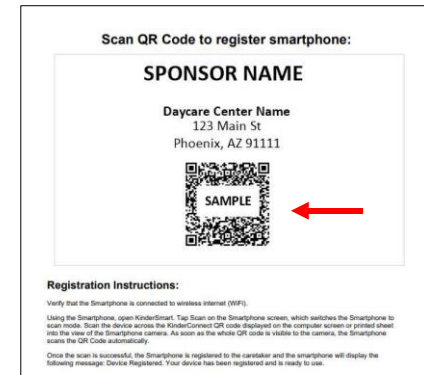 Scan QR Code to register smartphone:
SPONSOR NAME
Daycare Center Name
123 Main St
Phoenix, AZ 91111
SAMPLE
Registration Instructions:
Verify that the Smartphone is connected to wireless internet (WiFi).
Using the Smartphone, open KinderSmart. Tap Scan on the Smartphone screen, which switches the Smartphone to
scan mode. Scan the device across the KinderConnect QR code displayed on the computer screen or printed sheet
into the view of the Smartphone camera. As soon as the whole QR code is visible to the camera, the Smartphone
scans the QR Code automatically.
Once the scan is successful, the Smartphone is registered to the caretaker and the smartphone will display the
following message: Device Registered. Your device has been registered and is ready to use.